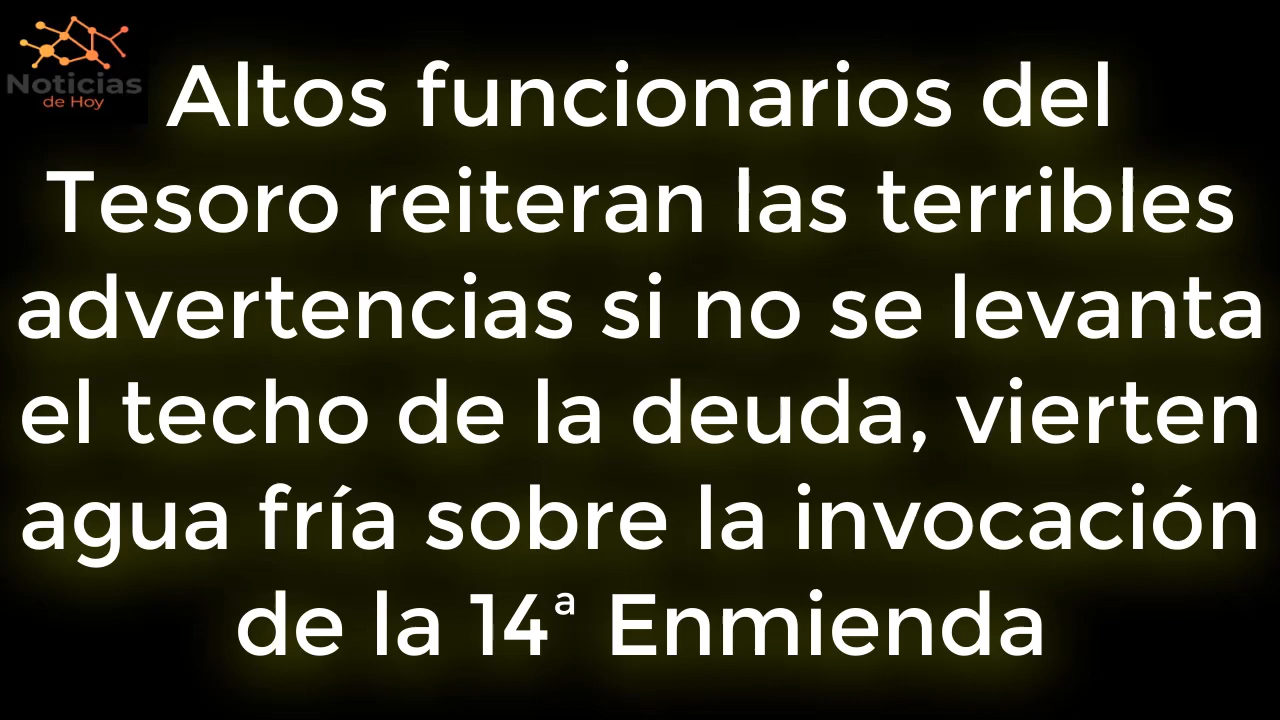 Noticias
de Hoy
Altos funcionarios del
Tesoro reiteran las terribles
advertencias si no se levanta
el techo de la deuda, vierten
agua fría sobre la invocación
de la 14ª Enmienda